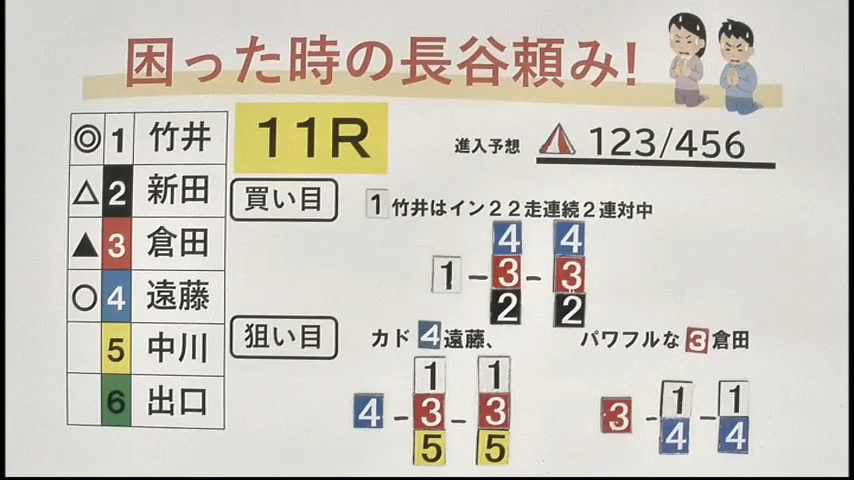 困った時の長谷頼み!
◎ 1 竹井
△ 2 新田
▲ 3 倉田
○ 4 遠藤
5 中川
6 出口
11R
進入予想 123/456
買い目
1 竹井はイン22走連続2連対中
4 4
1-3-3
2 2
狙い目
カド4遠藤、
1 1
4-3-3
5 5
パワフルな3倉田
1 1
3-
4 4